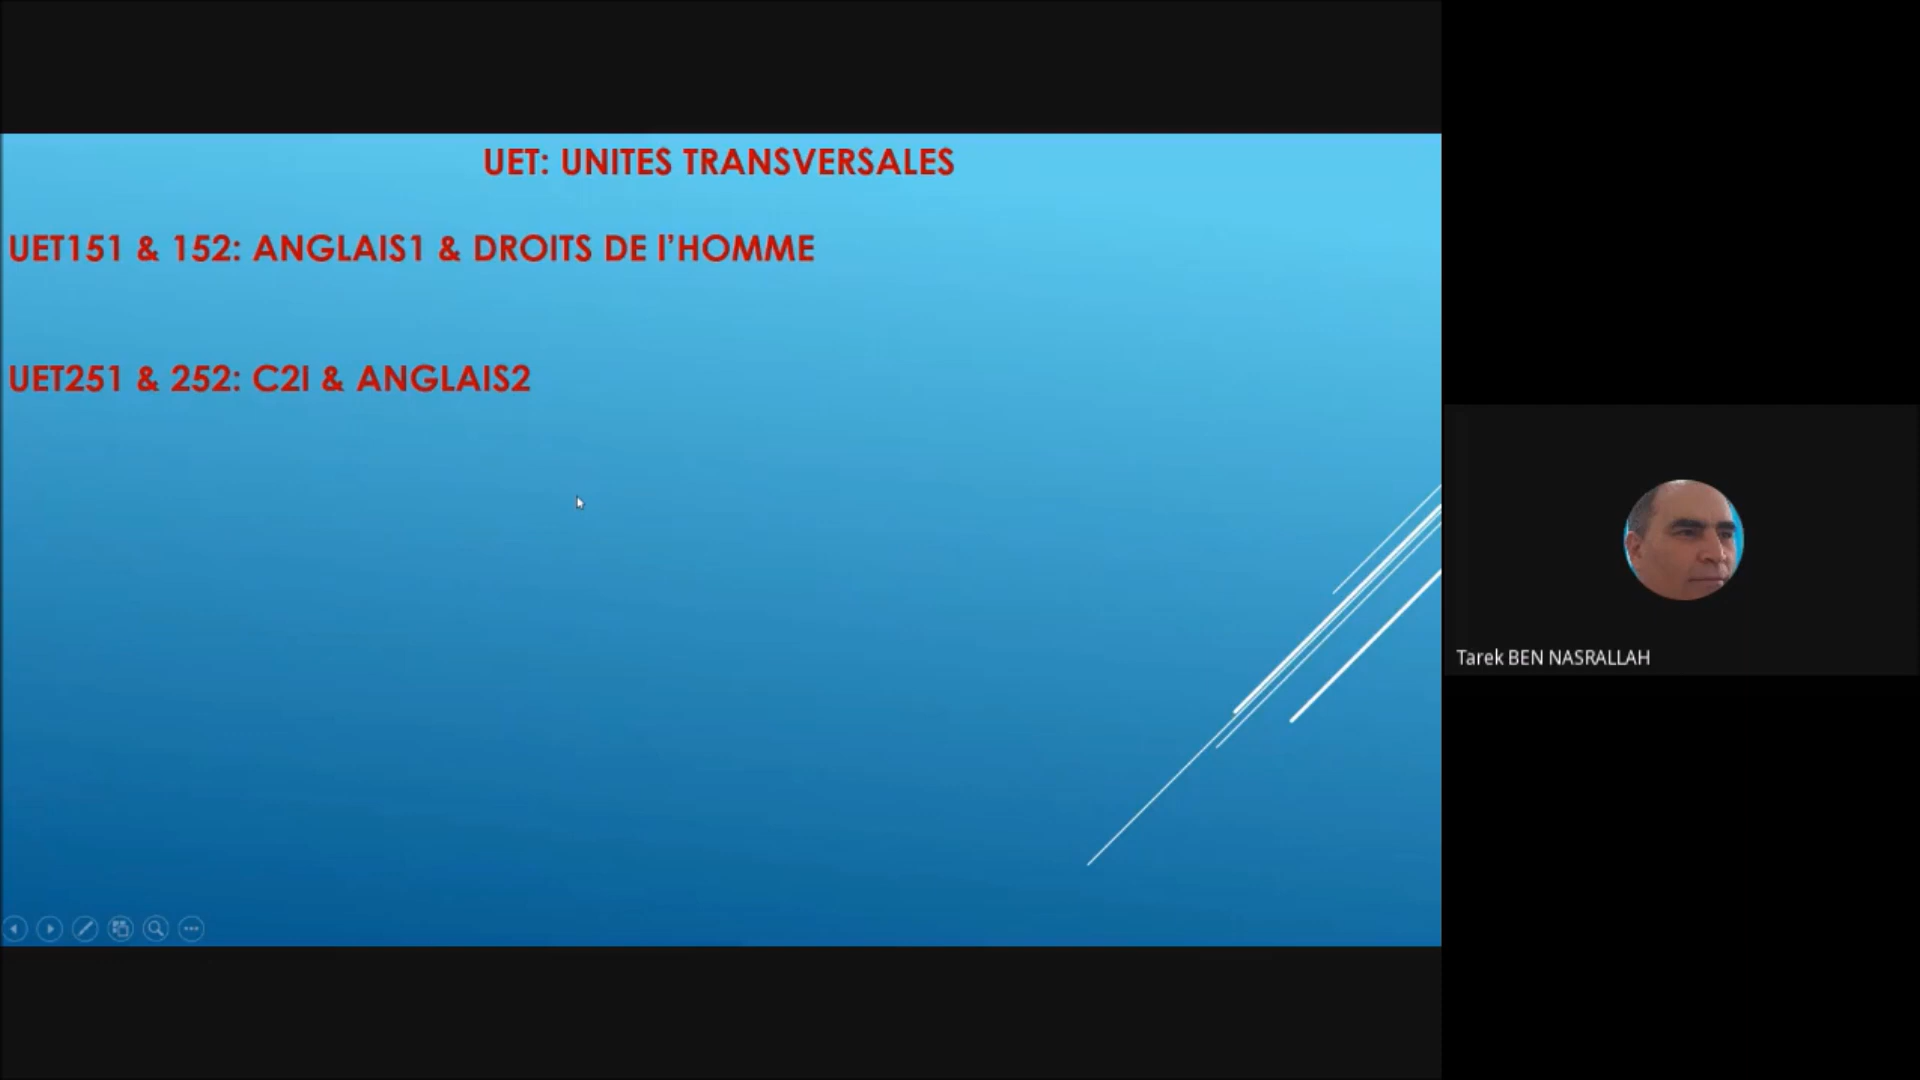 UET: UNITES TRANSVERSALES
UET151 & 152: ANGLAIS1 & DROITS DE l’HOMME
UET251 & 252: C2I & ANGLAIS2
Tarek BEN NASRALLAH